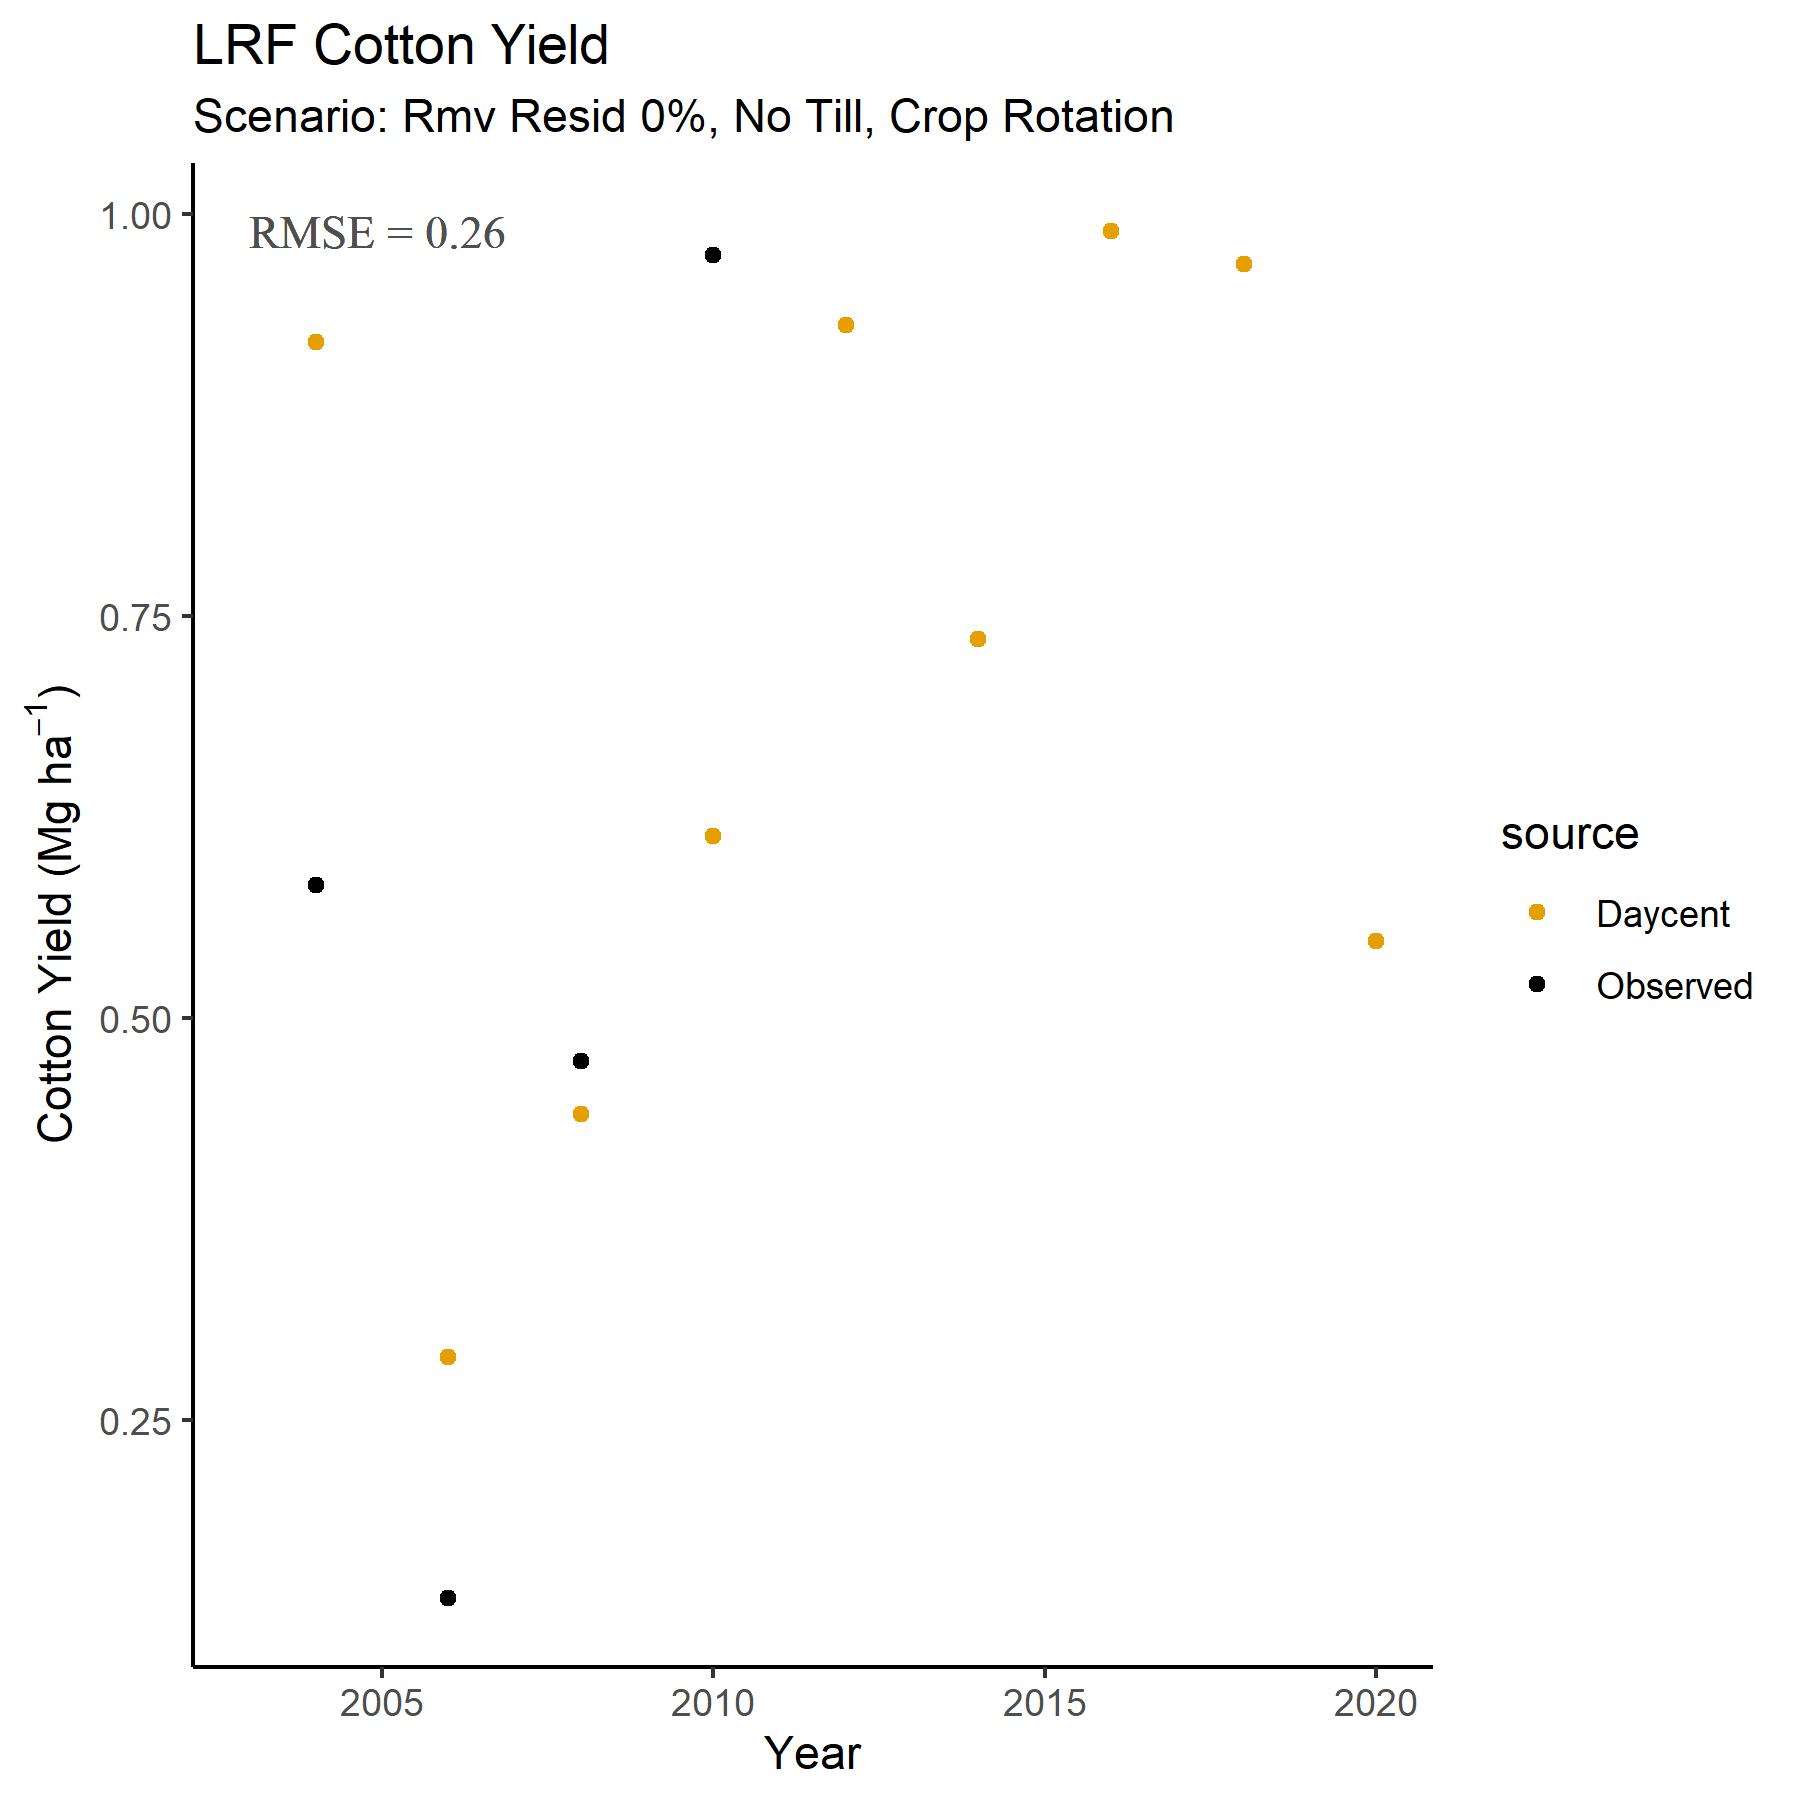 LRF Cotton Yield
Scenario: Rmv Resid 0%, No Till, Crop Rotation
RMSE = 0.26
1.00
0.75
0.50
0.25
Cotton Yield (Mg ha⁻¹)
2005
2010
2015
2020
Year
source
Daycent
Observed